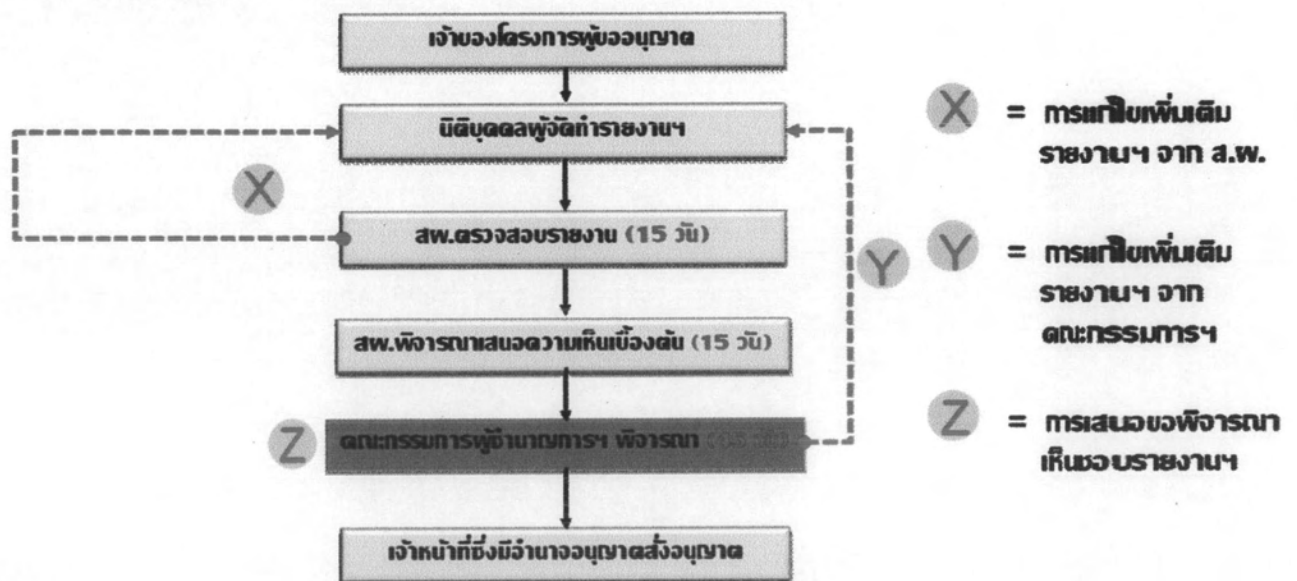 เจ้าของโครงการผู้ขออนุญาต
นิติบุคคลผู้จัดทำรายงานฯ
X
สพ.ตรวจสอบรายงาน (15 วัน)
Y
สพ.พิจารณาเสนอความเห็นเบื้องต้น (15 วัน)
Z
คณะกรรมการผู้ชำนาญการฯ พิจารณา
เจ้าหน้าที่ซึ่งมีอำนาจอนุญาตสั่งอนุญาต
X = การแก้ไขเพิ่มเติม
รายงานฯ จาก ส.พ.
Y = การแก้ไขเพิ่มเติม
รายงานฯ จาก
คณะกรรมการฯ
Z = การเสนอขอพิจารณา
เห็นชอบรายงานฯ